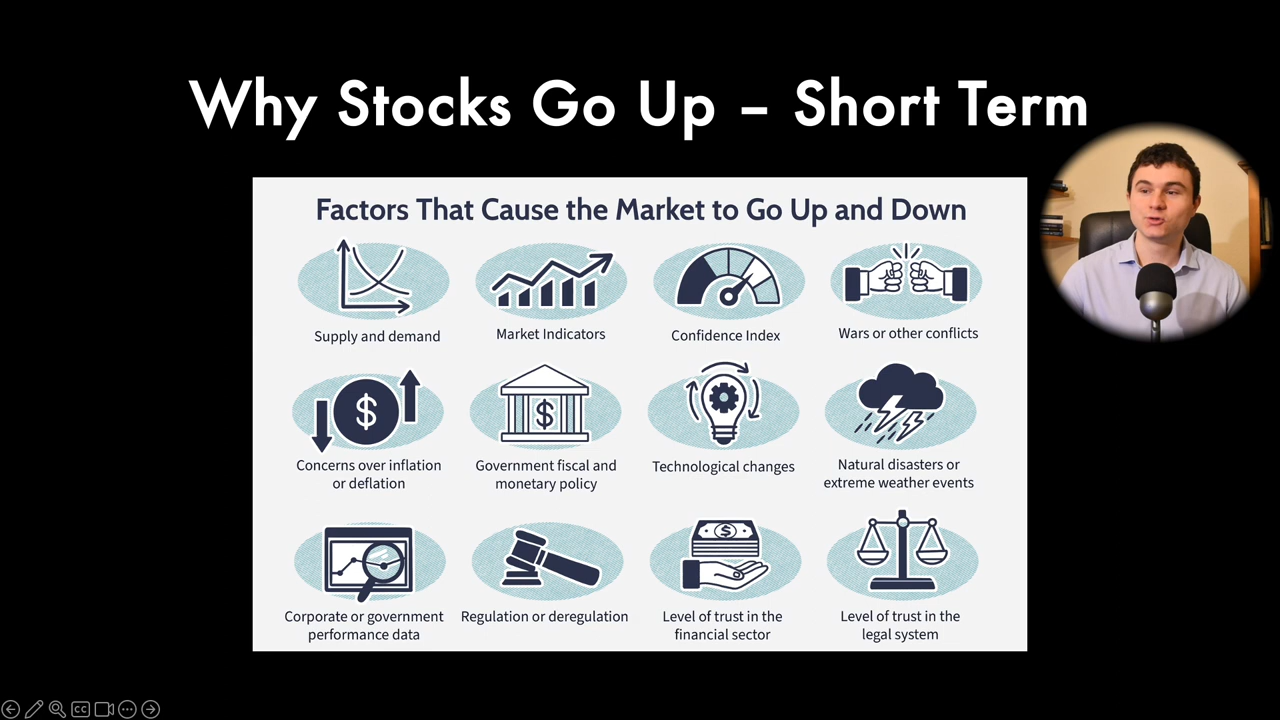 Why Stocks Go Up – Short Term
Factors That Cause the Market to Go Up and Down
Supply and demand
Market Indicators
Confidence Index
Wars or other conflicts
$
Concerns over inflation
or deflation
$
Government fiscal and
monetary policy
Technological changes
Natural disasters or
extreme weather events
Corporate or government
performance data
Regulation or deregulation
$
Level of trust in the
financial sector
Level of trust in the
legal system
CC